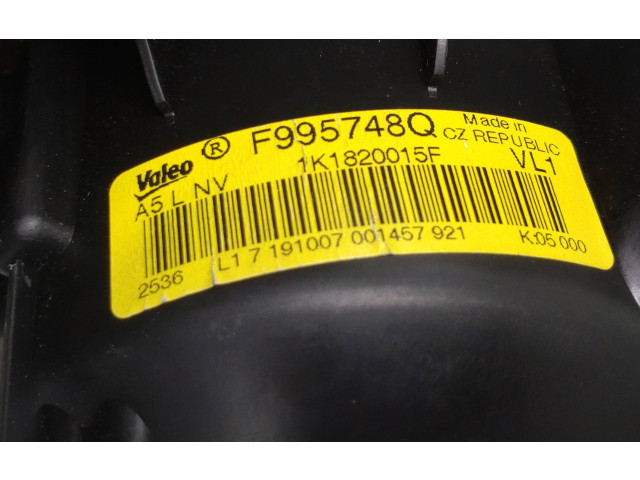 Valeo ® F995748Q Made in
CZ REPUBLIC
A5 L NV 1K1820015F VL1
2536 L1 7 191007 001457 921 K:05 000